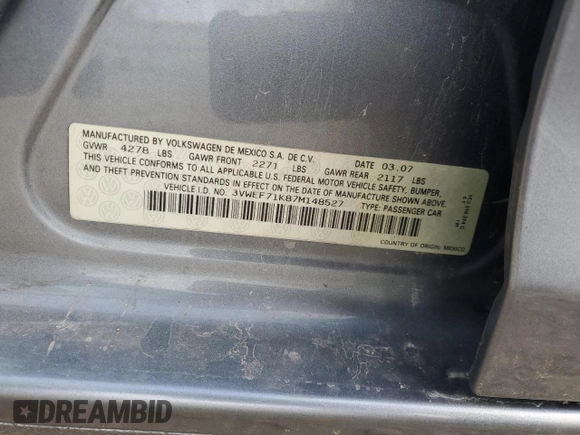 MANUFACTURED BY VOLKSWAGEN DE MEXICO S.A. DE C.V. DATE 03.07
GVWR 4278 LBS GAWR FRONT 2271 LBS GAWR REAR 2117 LBS
THIS VEHICLE CONFORMS TO ALL APPLICABLE U.S. FEDERAL MOTOR VEHICLE SAFETY, BUMPER,
AND THEFT PREVENTION STANDARDS IN EFFECT ON THE DATE OF MANUFACTURE SHOWN ABOVE.
VEHICLE I.D. NO. 3VWEF71K87M148527 TYPE: PASSENGER CAR
COUNTRY OF ORIGIN: MEXICO
DREAMBID